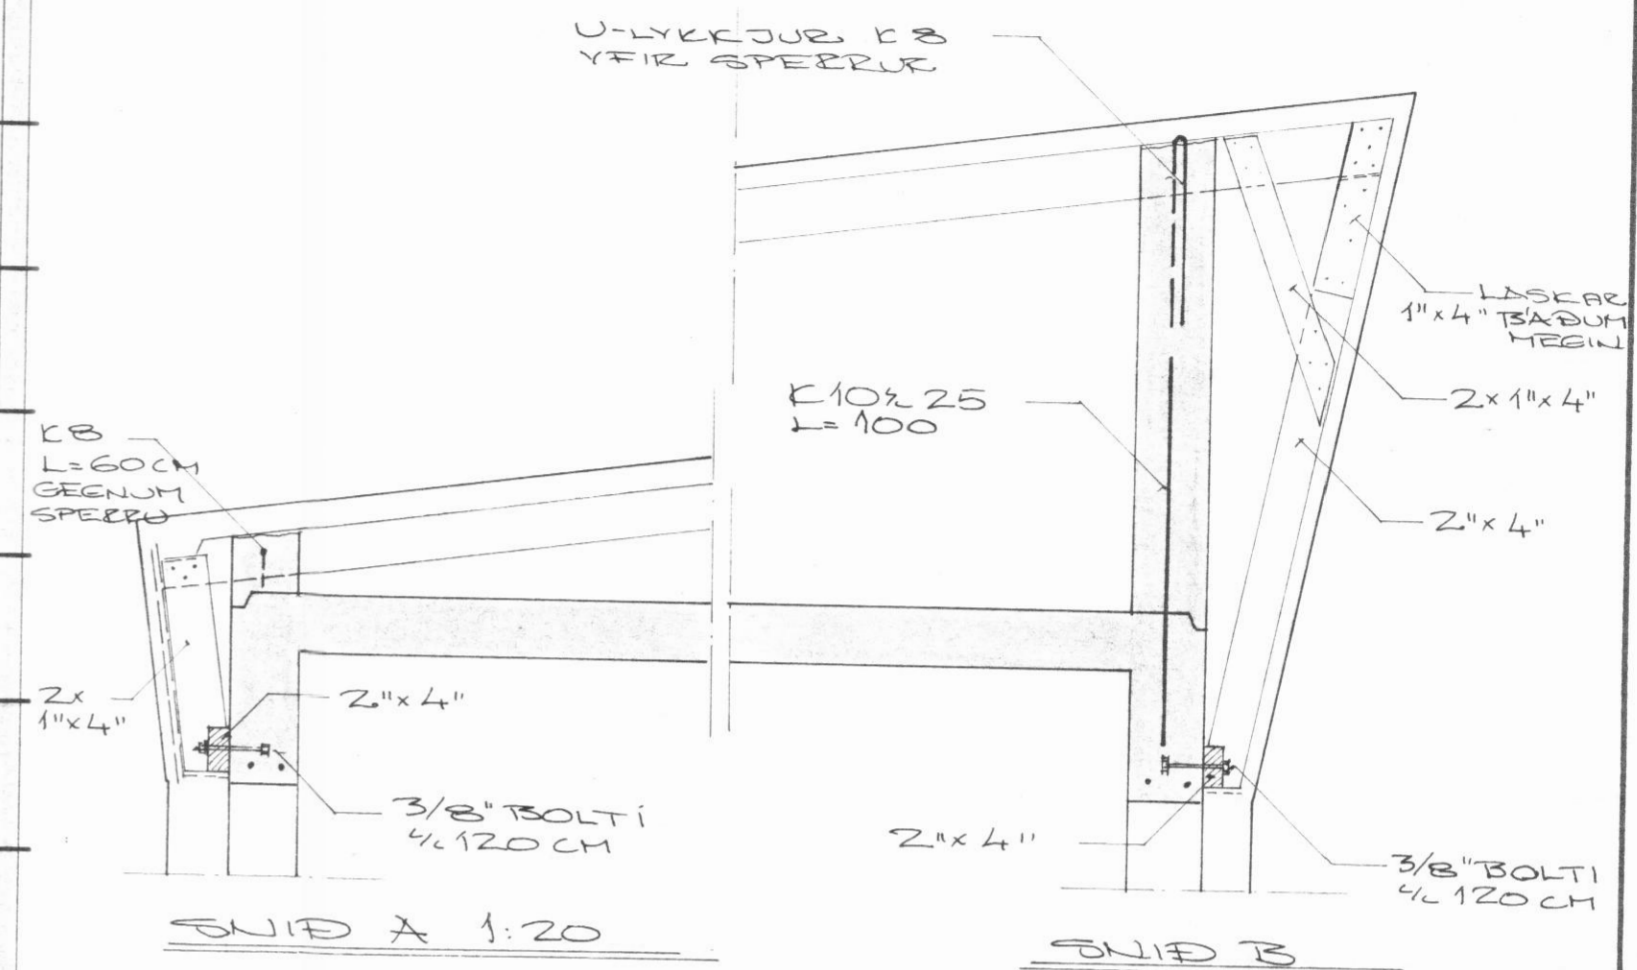 U-LYKKJUR K8
YFIR SPERRUR
LASKAR
1"x4" BÁÐUM
MEGIN
K10 c/c 25
L=100
2x1"x4"
2"x4"
K8
L=60CM
GEGNUM
SPERRU
2x
1"x4"
2"x4"
3/8" BOLTI
c/c 120 CM
2"x4"
3/8" BOLTI
c/c 120 CM
SNIÐ A 1:20
SNIÐ B